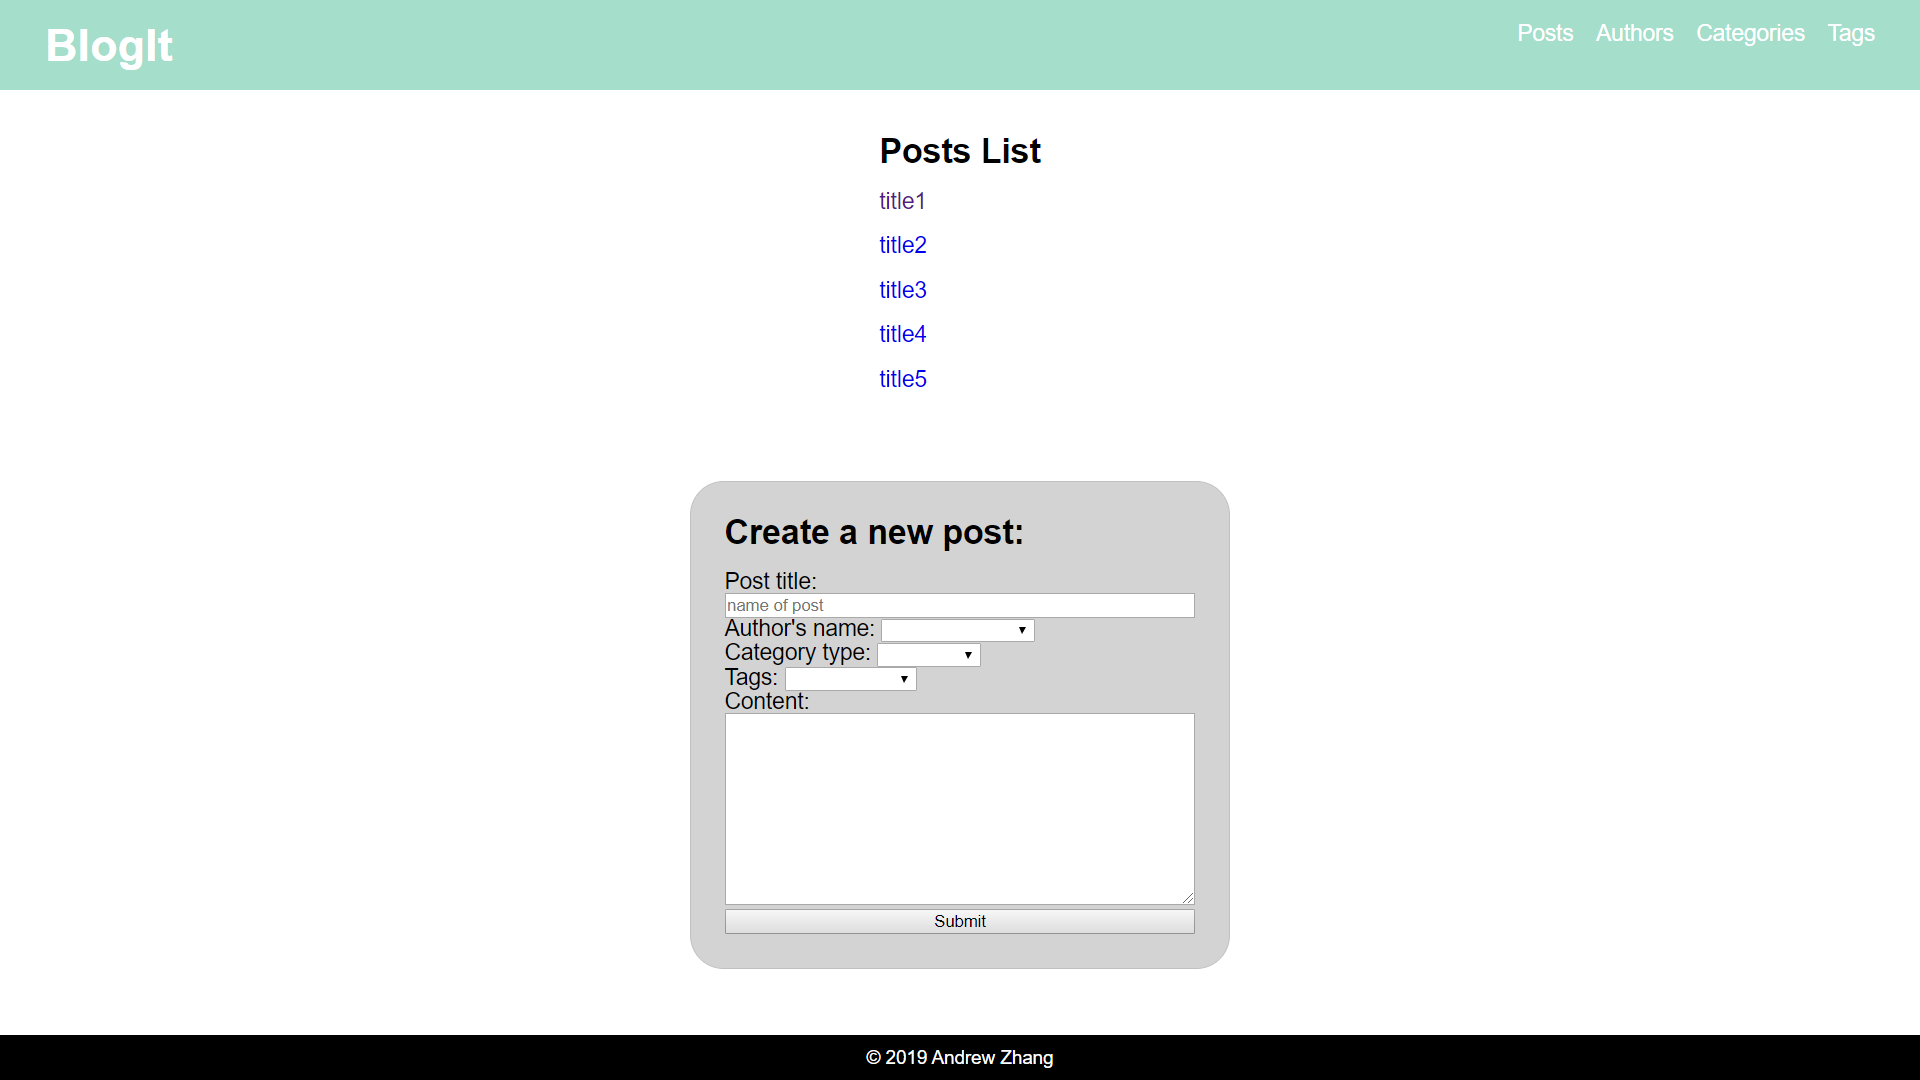 BlogIt
Posts Authors Categories Tags
Posts List
title1
title2
title3
title4
title5
Create a new post:
Post title:
name of post
Author's name:
Category type:
Tags:
Content:
Submit
© 2019 Andrew Zhang